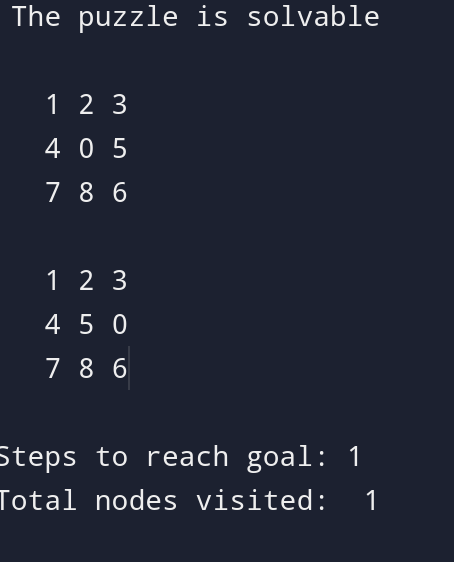 The puzzle is solvable
1 2 3
4 0 5
7 8 6
1 2 3
4 5 0
7 8 6
Steps to reach goal: 1
Total nodes visited:  1